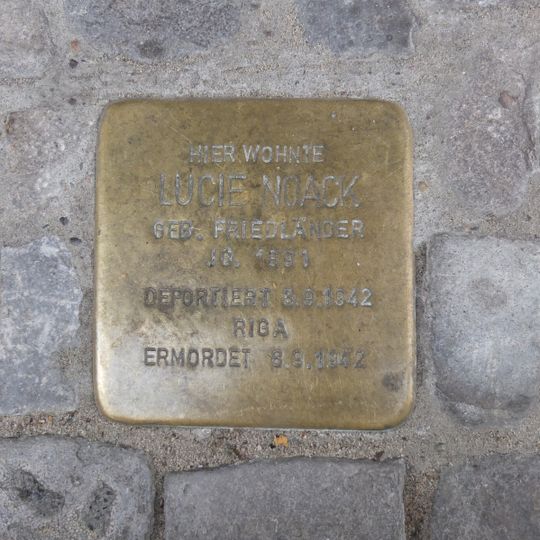 HIER WOHNTE
LUCIE NOACK
GEB. FRIEDLÄNDER
JG. 1891
DEPORTIERT 5.9.1942
RIGA
ERMORDET 8.9.1942